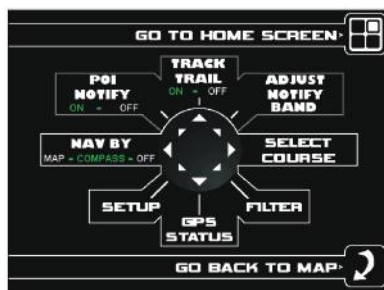 GO TO HOME SCREEN
TRACK
TRAIL
ON - OFF
POI
NOTIFY
ON - OFF
ADJUST
NOTIFY
BAND
NAV BY
MAP - COMPASS - OFF
SELECT
COURSE
SETUP
GPS
STATUS
FILTER
GO BACK TO MAP